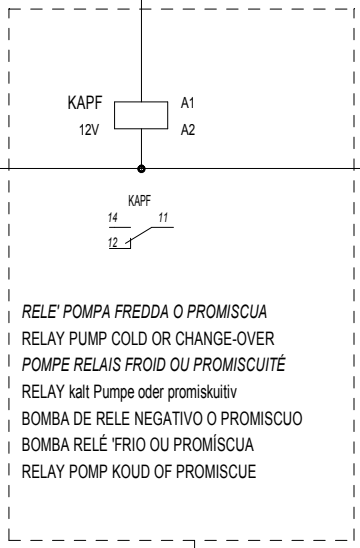 KAPF A1
12V A2
KAPF
14 11
12
RELE' POMPA FREDDA O PROMISCUA
RELAY PUMP COLD OR CHANGE-OVER
POMPE RELAIS FROID OU PROMISCUITÉ
RELAY kalt Pumpe oder promiskuitiv
BOMBA DE RELE NEGATIVO O PROMISCUO
BOMBA RELÉ 'FRIO OU PROMÍSCUA
RELAY POMP KOUD OF PROMISCUE